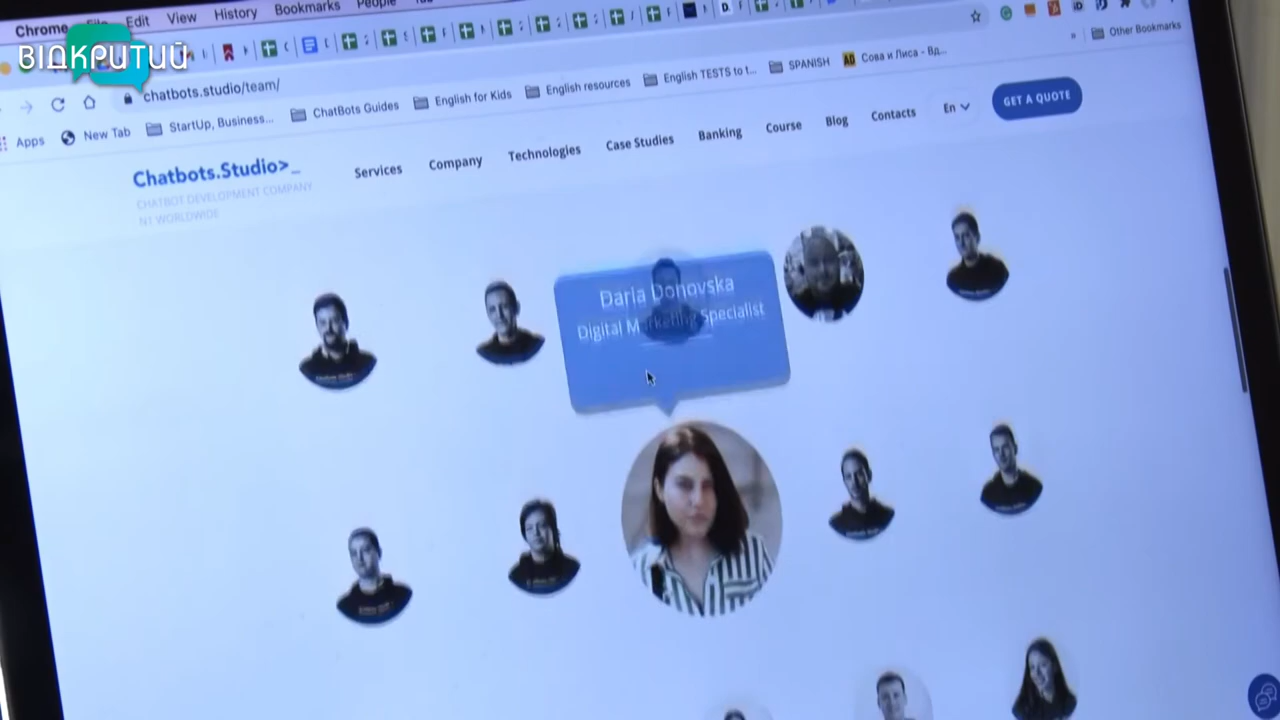 Chrome File Edit View History Bookmarks People
ВІДКРИТИЙ
chatbots.studio/team/
Apps New Tab StartUp, Business... ChatBots Guides English for Kids English resources English TESTS to t... SPANISH Сова и Лиса - Вд... » Other Bookmarks
Chatbots.Studio>_
CHATBOT DEVELOPMENT COMPANY
NT WORLDWIDE
Services Company Technologies Case Studies Banking Course Blog Contacts En GET A QUOTE
Daria Donovska
Digital Marketing Specialist